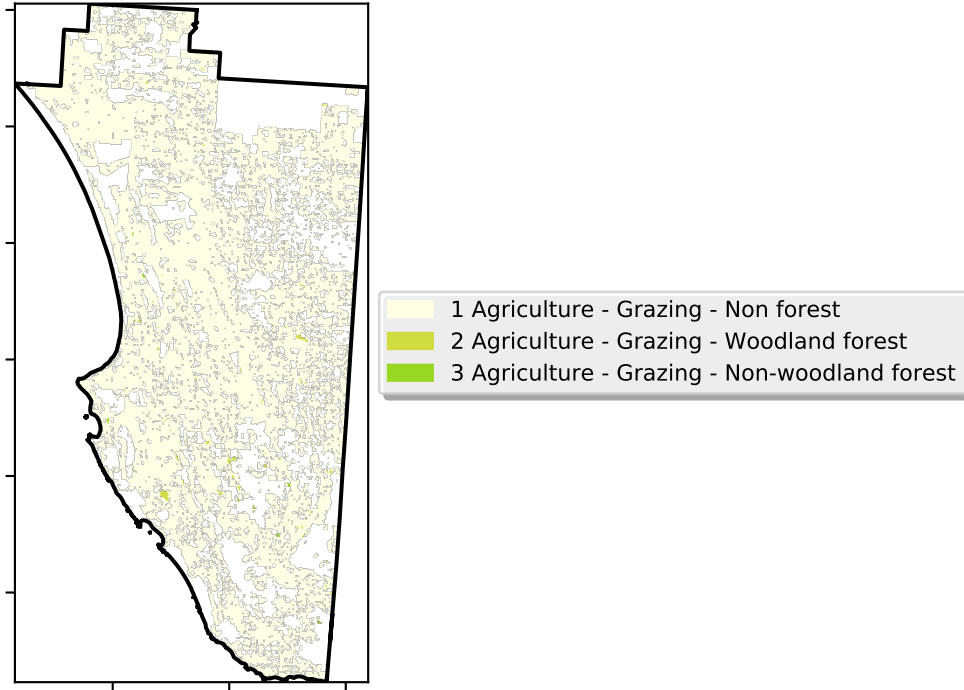 1 Agriculture - Grazing - Non forest
2 Agriculture - Grazing - Woodland forest
3 Agriculture - Grazing - Non-woodland forest